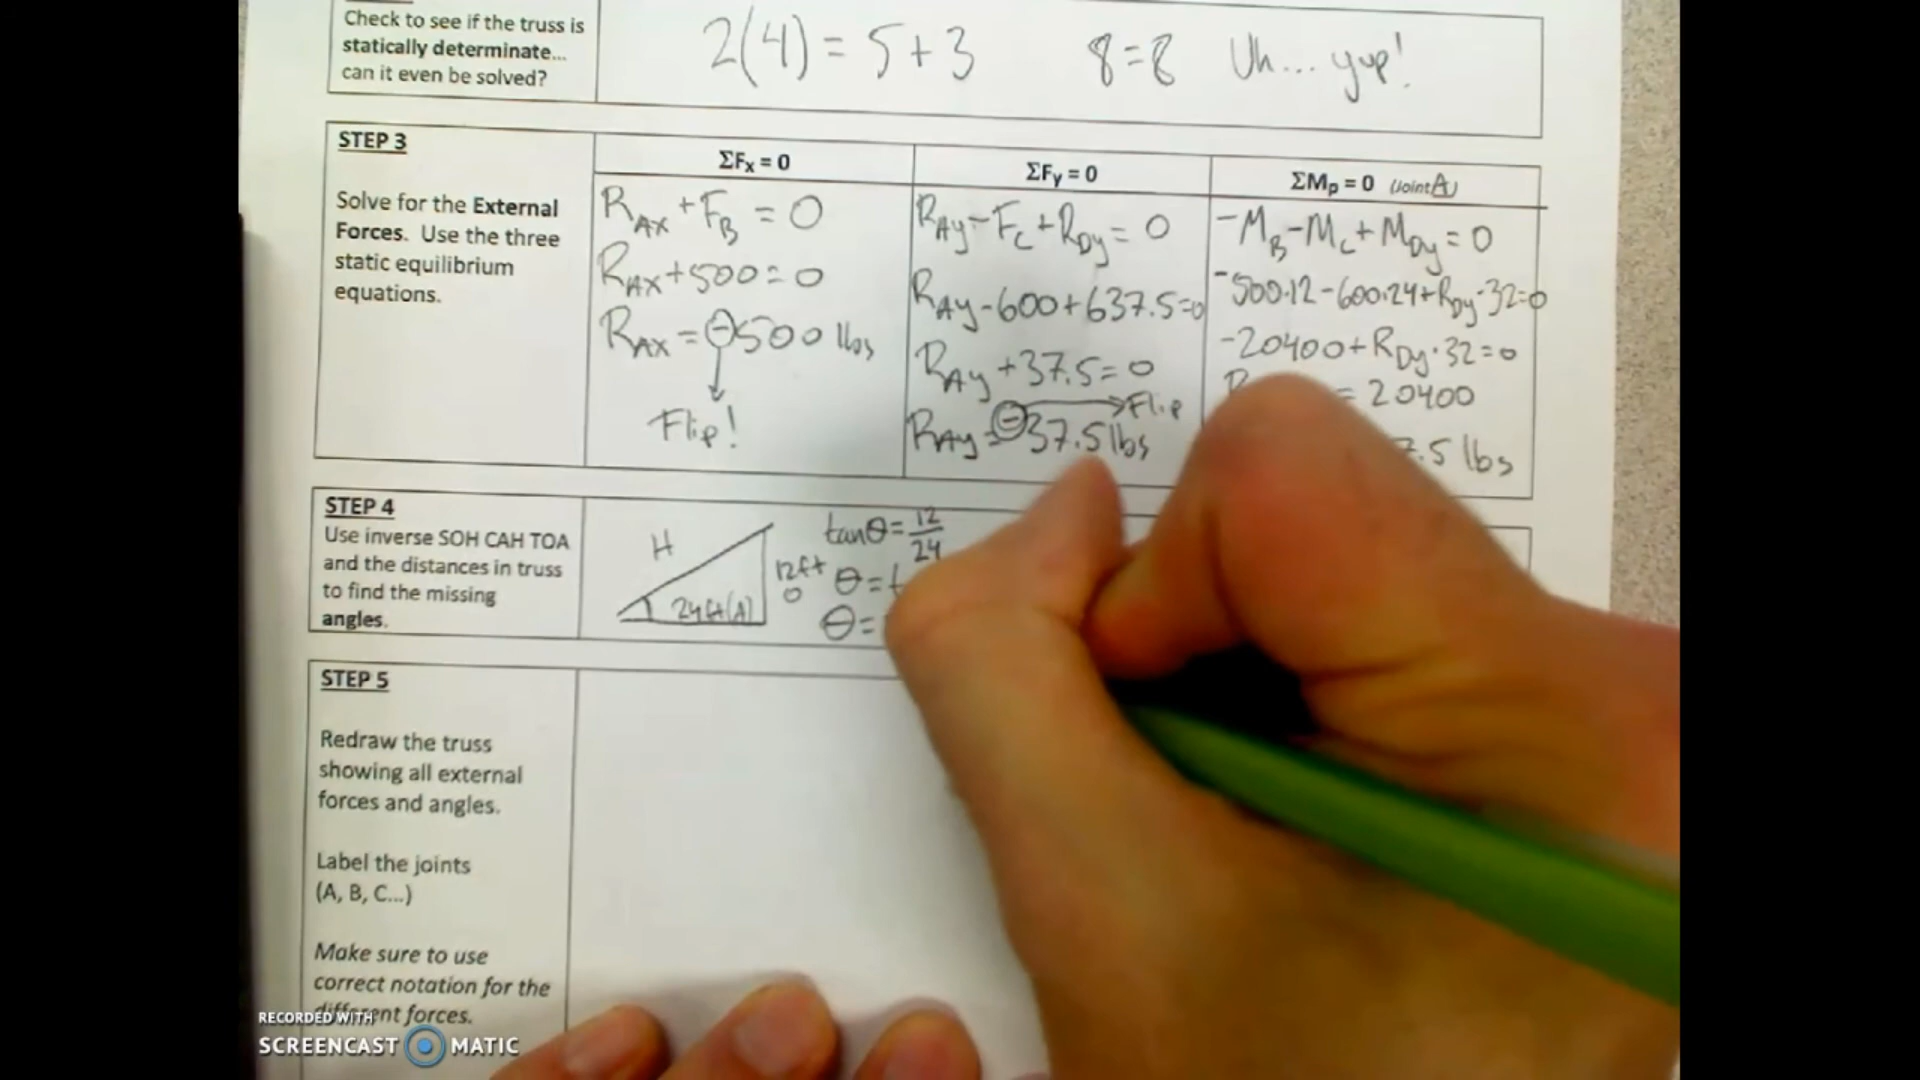 Check to see if the truss is
statically determinate...
can it even be solved?
2(4) = 5 + 3 8 = 8 Uh... yup!
STEP 3
Solve for the External
Forces. Use the three
static equilibrium
equations.
ΣFx = 0
RAX + FB = 0
RAX + 500 = 0
RAX = -500 lbs
Flip!
ΣFy = 0
RAy - FC + RDy = 0
RAy - 600 + 637.5 = 0
RAy + 37.5 = 0
Flip
RAy = -37.5 lbs
ΣMp = 0 (Joint A)
-MB - MC + MDy = 0
-500·12 - 600·24 + RDy·32 = 0
-20400 + RDy·32 = 0
= 20400
.5 lbs
STEP 4
Use inverse SOH CAH TOA
and the distances in truss
to find the missing
angles.
H
12ft
O
24ft (A)
tanθ = 12/24
θ =
θ =
STEP 5
Redraw the truss
showing all external
forces and angles.
Label the joints
(A, B, C...)
Make sure to use
correct notation for the
different forces.
RECORDED WITH
SCREENCAST MATIC